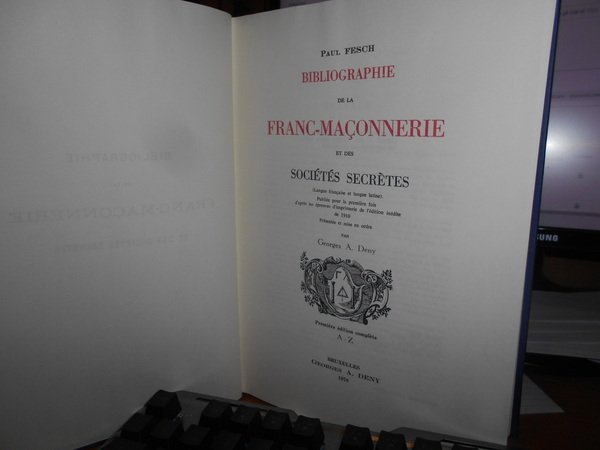 PAUL FESCH
BIBLIOGRAPHIE
DE LA
FRANC-MAÇONNERIE
ET DES
SOCIÉTÉS SECRÈTES
(Langue française et langue latine).
Publiée pour la première fois
d'après les épreuves d'imprimerie de l'édition inédite
de 1910
Présentée et mise en ordre
PAR
Georges A. Deny
Première édition complète
A - Z
BRUXELLES
GEORGES A. DENY
1976
SUNG